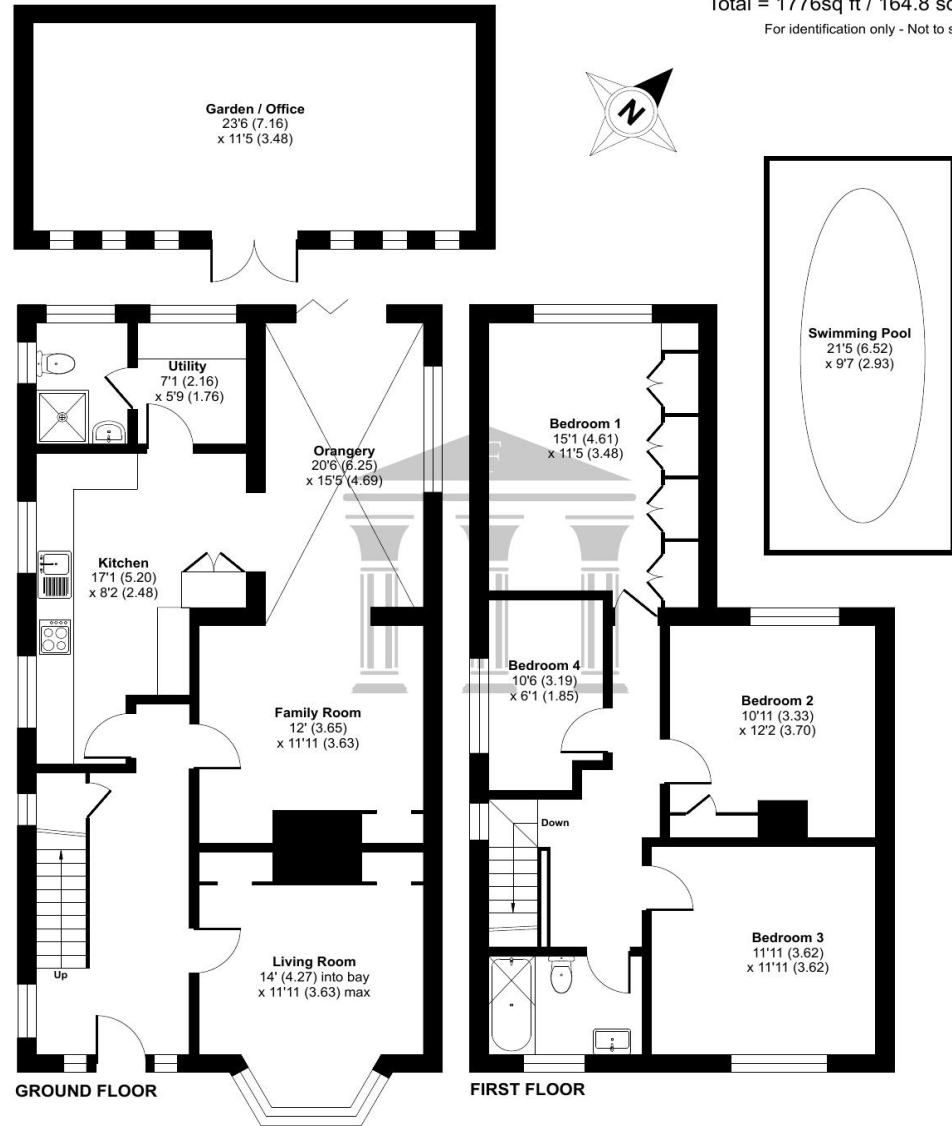 Total = 1776sq ft / 164.8 sq
For identification only - Not to s
Garden / Office
23'6 (7.16)
x 11'5 (3.48)
N
Swimming Pool
21'5 (6.52)
x 9'7 (2.93)
Utility
7'1 (2.16)
x 5'9 (1.76)
Orangery
20'6 (6.25)
x 15'5 (4.69)
Kitchen
17'1 (5.20)
x 8'2 (2.48)
Family Room
12' (3.65)
x 11'11 (3.63)
Living Room
14' (4.27) into bay
x 11'11 (3.63) max
Up
GROUND FLOOR
Bedroom 1
15'1 (4.61)
x 11'5 (3.48)
Bedroom 4
10'6 (3.19)
x 6'1 (1.85)
Bedroom 2
10'11 (3.33)
x 12'2 (3.70)
Down
Bedroom 3
11'11 (3.62)
x 11'11 (3.62)
FIRST FLOOR